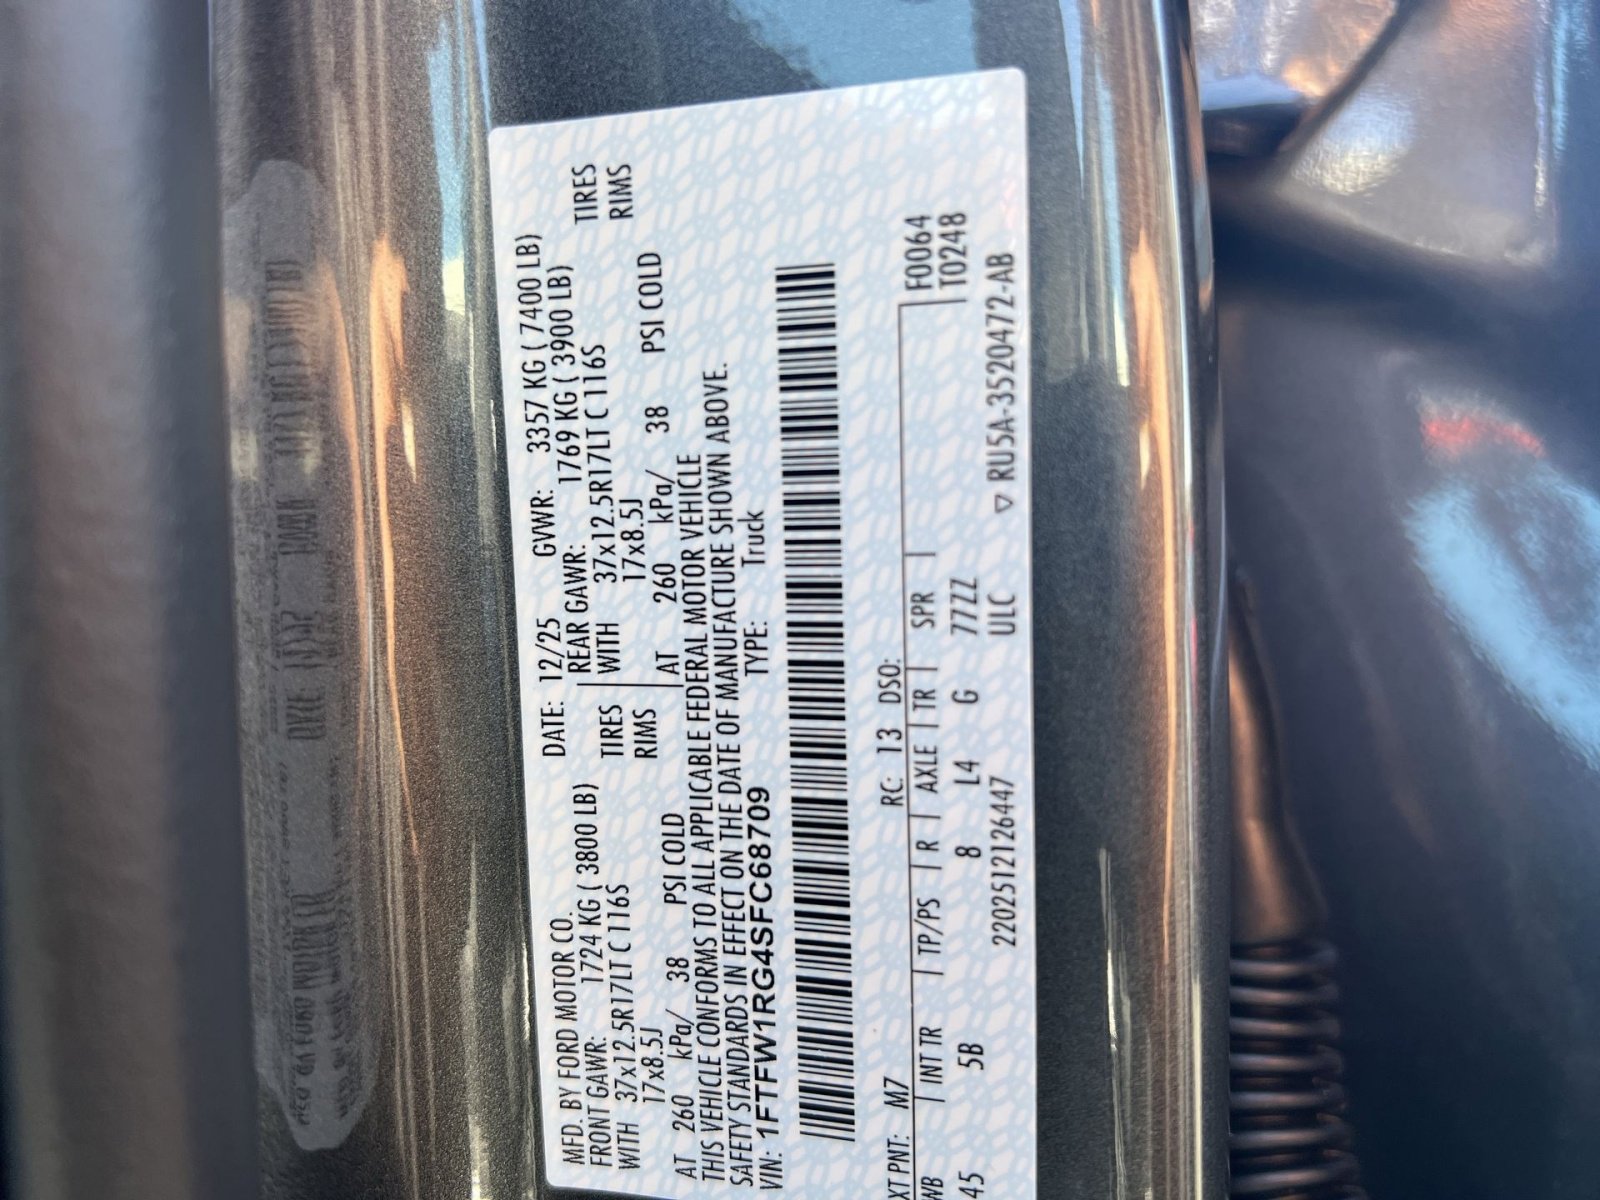 MFD. BY FORD MOTOR CO. DATE: 12/25 GVWR: 3357 KG ( 7400 LB)
FRONT GAWR: 1724 KG ( 3800 LB) REAR GAWR: 1769 KG ( 3900 LB)
WITH 37x12.5R17LT C 116S TIRES WITH 37x12.5R17LT C 116S TIRES
17x8.5J RIMS 17x8.5J RIMS
AT 260 kPa/ 38 PSI COLD AT 260 kPa/ 38 PSI COLD
THIS VEHICLE CONFORMS TO ALL APPLICABLE FEDERAL MOTOR VEHICLE
SAFETY STANDARDS IN EFFECT ON THE DATE OF MANUFACTURE SHOWN ABOVE.
VIN: 1FTFW1RG4SFC68709 TYPE: Truck
XT PNT: M7 RC: 13 DSO: F0064
WB | INT TR | TP/PS | R | AXLE | TR | SPR | T0248
45 5B 8 L4 G 77ZZ
2202512126447 ULC ▽ RU5A-3520472-AB